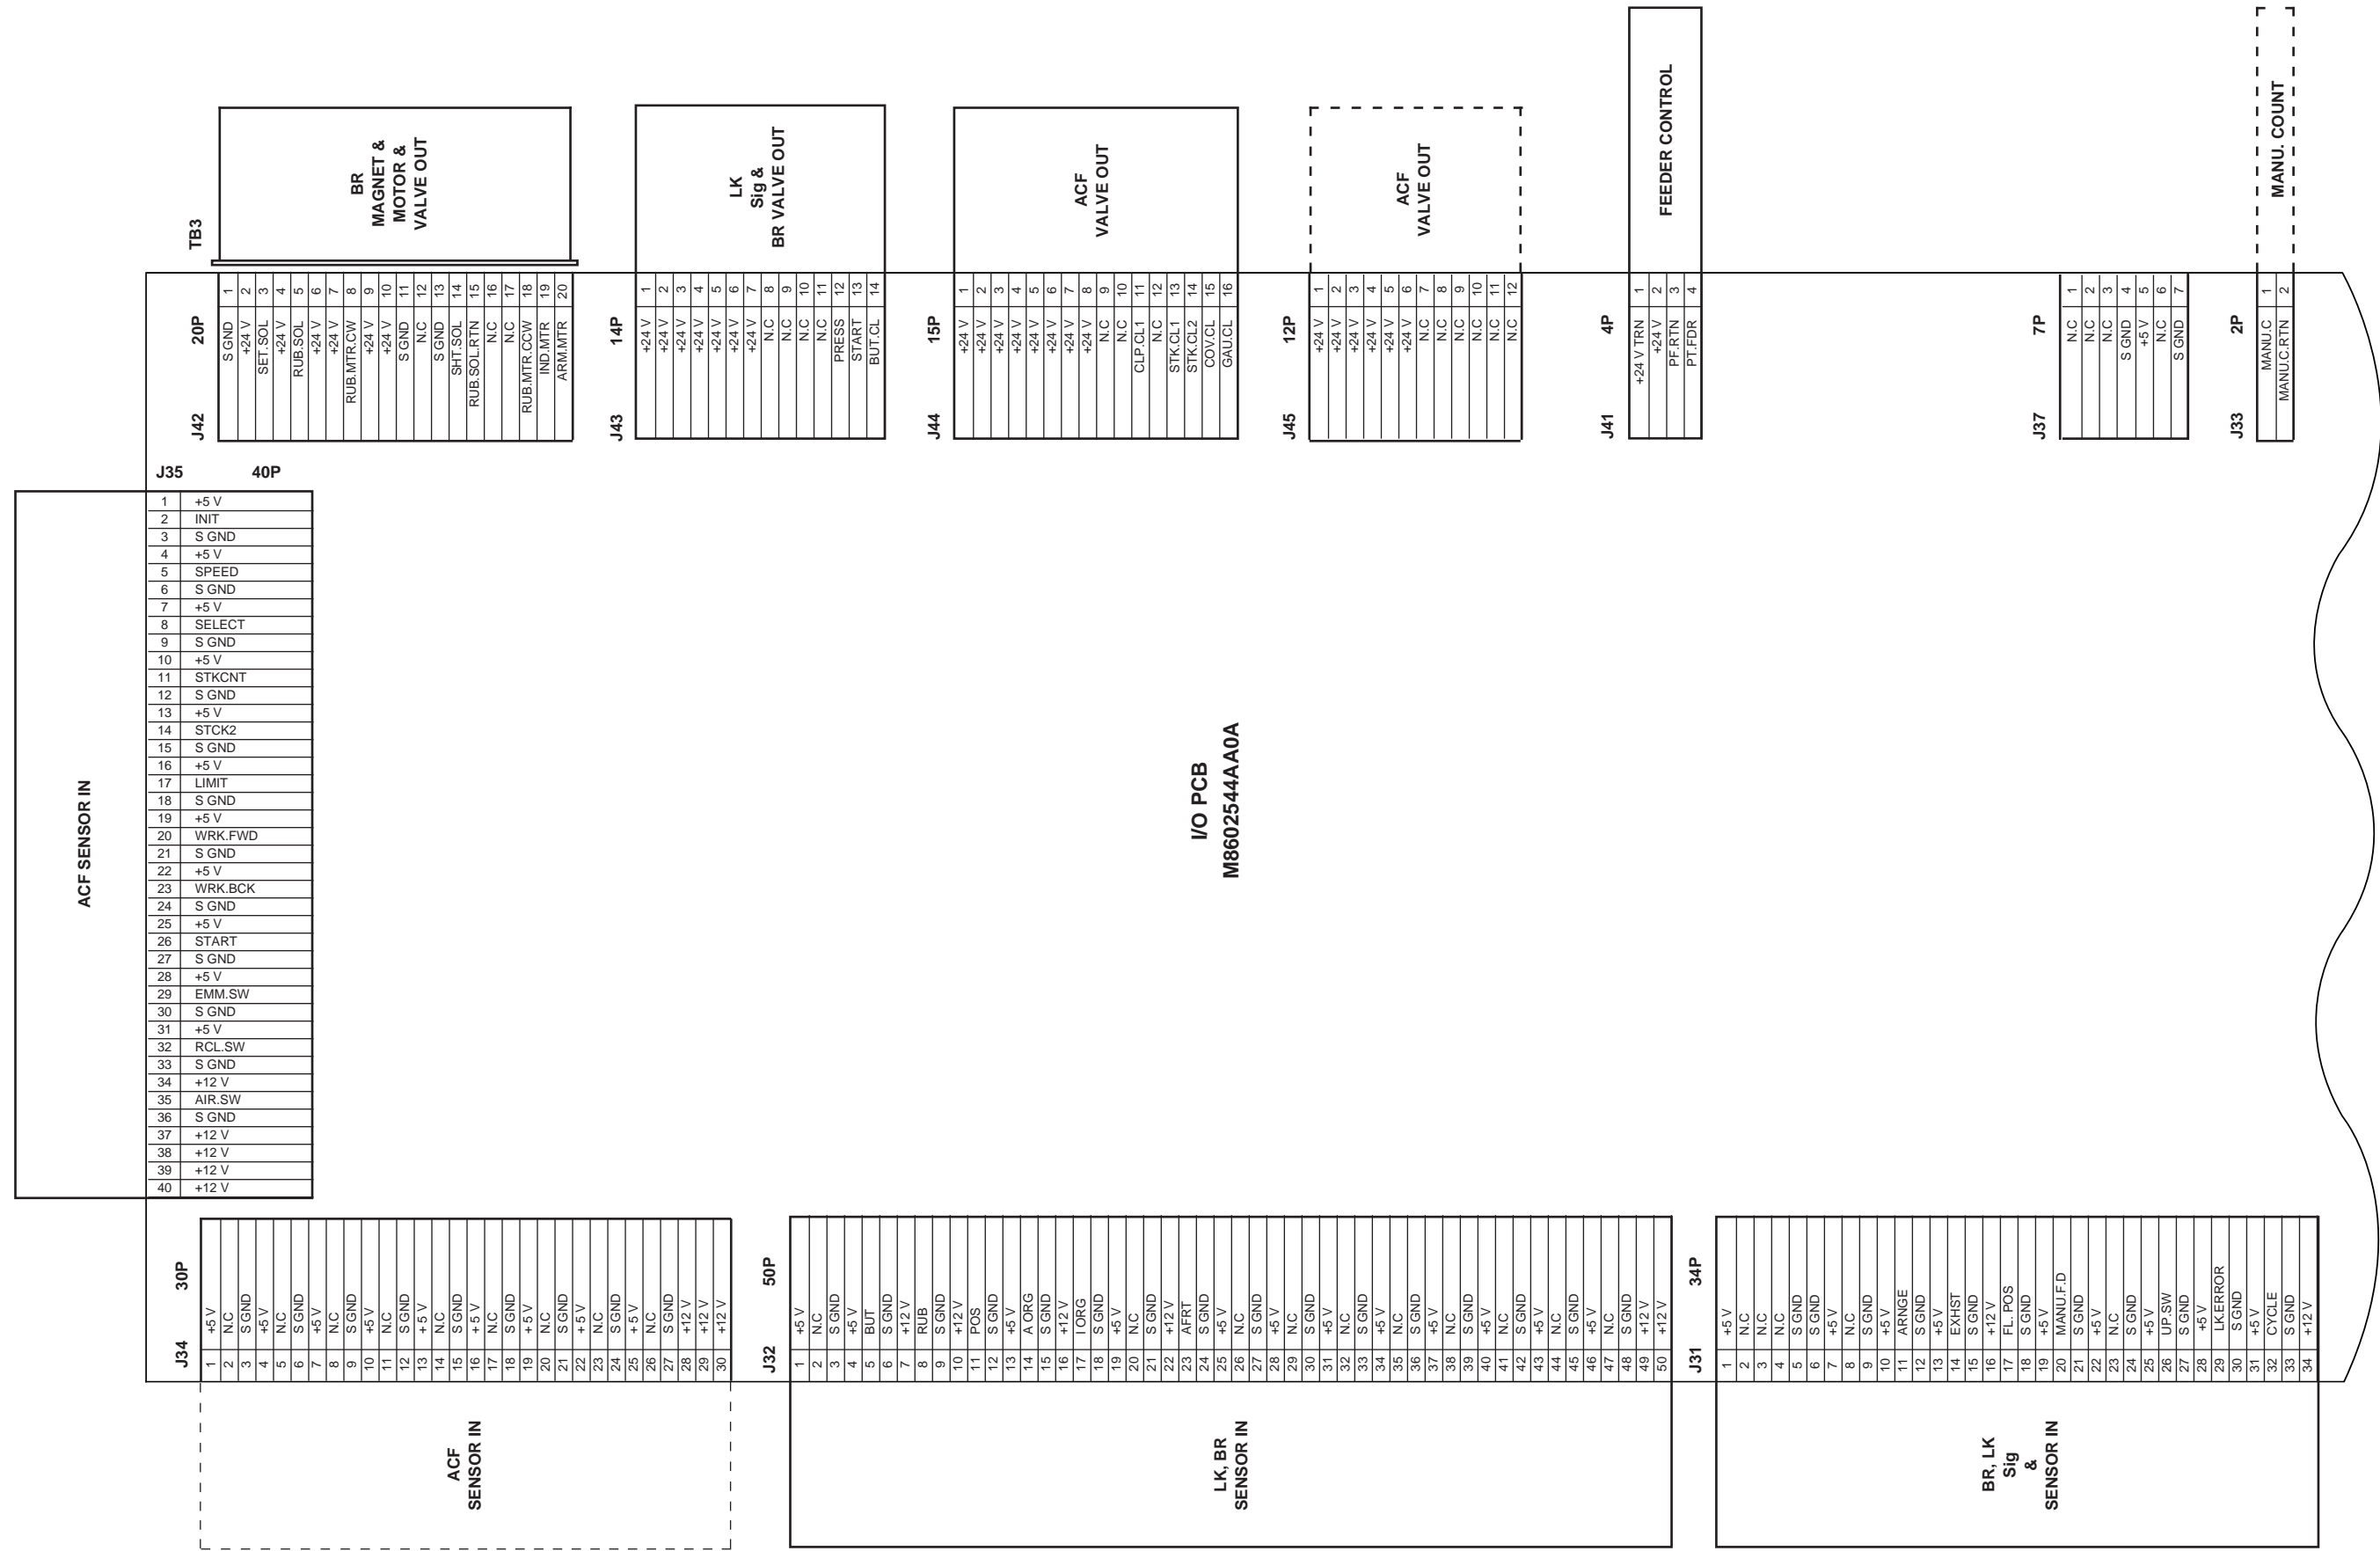 TB3
BR
MAGNET &
MOTOR &
VALVE OUT
J42 20P
1 S GND
2 +24 V
3 SET.SOL
4 +24 V
5 RUB.SOL
6 +24 V
7 +24 V
8 RUB.MTR.CW
9 +24 V
10 +24 V
11 S GND
12 N.C
13 S GND
14 SHT.SOL
15 RUB.SOL.RTN
16 N.C
17 N.C
18 RUB.MTR.CCW
19 IND.MTR
20 ARM.MTR
LK
Sig &
BR VALVE OUT
J43 14P
1 +24 V
2 +24 V
3 +24 V
4 +24 V
5 +24 V
6 +24 V
7 +24 V
8 N.C
9 N.C
10 N.C
11 N.C
12 PRESS
13 START
14 BUT.CL
ACF
VALVE OUT
J44 15P
1 +24 V
2 +24 V
3 +24 V
4 +24 V
5 +24 V
6 +24 V
7 +24 V
8 +24 V
9 N.C
10 N.C
11 CLP.CL1
12 N.C
13 STK.CL1
14 STK.CL2
15 COV.CL
16 GAU.CL
ACF
VALVE OUT
J45 12P
1 +24 V
2 +24 V
3 +24 V
4 +24 V
5 +24 V
6 +24 V
7 N.C
8 N.C
9 N.C
10 N.C
11 N.C
12 N.C
FEEDER CONTROL
J41 4P
1 +24 V TRN
2 +24 V
3 PF.RTN
4 PT.FDR
J37 7P
1 N.C
2 N.C
3 N.C
4 S GND
5 +5 V
6 N.C
7 S GND
MANU. COUNT
J33 2P
1 MANU.C
2 MANU.C.RTN
ACF SENSOR IN
J35 40P
1 +5 V
2 INIT
3 S GND
4 +5 V
5 SPEED
6 S GND
7 +5 V
8 SELECT
9 S GND
10 +5 V
11 STKCNT
12 S GND
13 +5 V
14 STCK2
15 S GND
16 +5 V
17 LIMIT
18 S GND
19 +5 V
20 WRK.FWD
21 S GND
22 +5 V
23 WRK.BCK
24 S GND
25 +5 V
26 START
27 S GND
28 +5 V
29 EMM.SW
30 S GND
31 +5 V
32 RCL.SW
33 S GND
34 +12 V
35 AIR.SW
36 S GND
37 +12 V
38 +12 V
39 +12 V
40 +12 V
I/O PCB
M8602544AA0A
J34 30P
1 +5 V
2 N.C
3 S GND
4 +5 V
5 N.C
6 S GND
7 +5 V
8 N.C
9 S GND
10 +5 V
11 N.C
12 S GND
13 + 5 V
14 N.C
15 S GND
16 + 5 V
17 N.C
18 S GND
19 + 5 V
20 N.C
21 S GND
22 + 5 V
23 N.C
24 S GND
25 + 5 V
26 N.C
27 S GND
28 +12 V
29 +12 V
30 +12 V
ACF
SENSOR IN
J32 50P
1 +5 V
2 N.C
3 S GND
4 +5 V
5 BUT
6 S GND
7 +12 V
8 RUB
9 S GND
10 +12 V
11 POS
12 S GND
13 +5 V
14 A ORG
15 S GND
16 +12 V
17 I ORG
18 S GND
19 +5 V
20 N.C
21 S GND
22 +12 V
23 AFRT
24 S GND
25 +5 V
26 N.C
27 S GND
28 +5 V
29 N.C
30 S GND
31 +5 V
32 N.C
33 S GND
34 +5 V
35 N.C
36 S GND
37 +5 V
38 N.C
39 S GND
40 +5 V
41 N.C
42 S GND
43 +5 V
44 N.C
45 S GND
46 +5 V
47 N.C
48 S GND
49 +12 V
50 +12 V
LK, BR
SENSOR IN
J31 34P
1 +5 V
2 N.C
3 N.C
4 N.C
5 S GND
6 S GND
7 +5 V
8 N.C
9 S GND
10 +5 V
11 ARNGE
12 S GND
13 +5 V
14 EXHST
15 S GND
16 +12 V
17 FL. POS
18 S GND
19 +5 V
20 MANU.F.D
21 S GND
22 +5 V
23 N.C
24 S GND
25 +5 V
26 UP.SW
27 S GND
28 +5 V
29 LK.ERROR
30 S GND
31 +5 V
32 CYCLE
33 S GND
34 +12 V
BR, LK
Sig
&
SENSOR IN